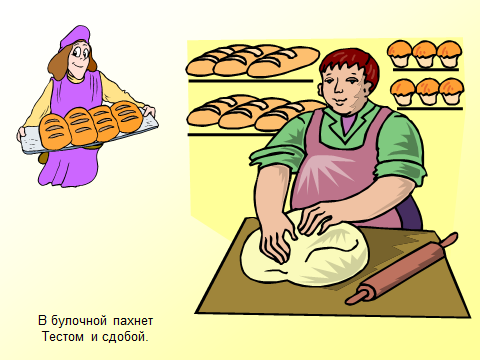 В булочной пахнет
Тестом и сдобой.